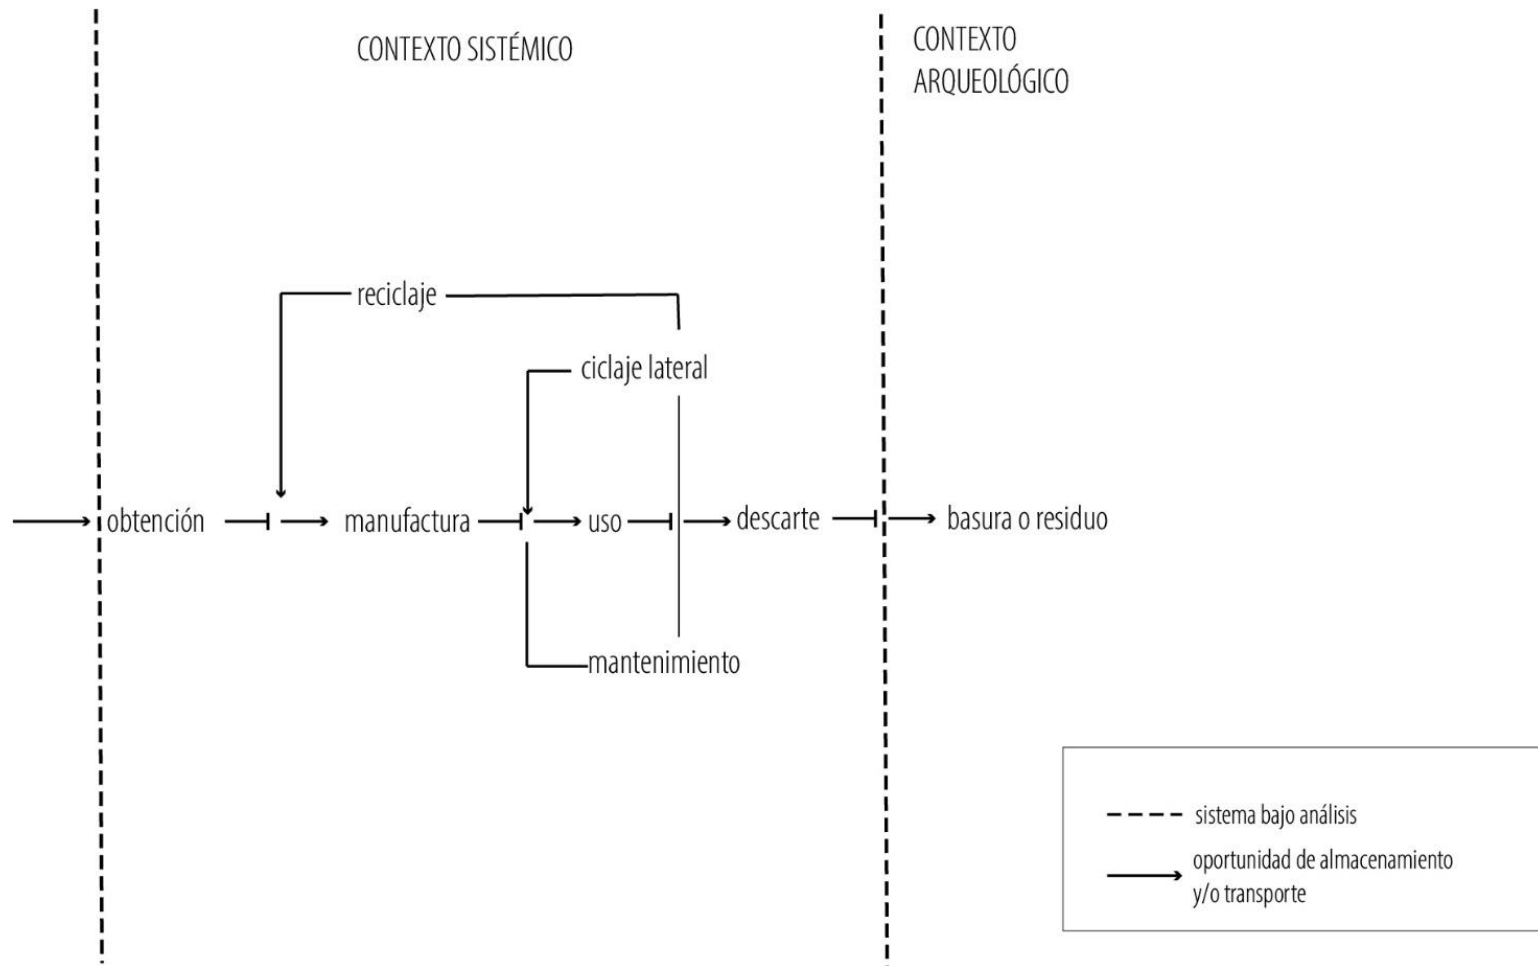 CONTEXTO SISTÉMICO
CONTEXTO
ARQUEOLÓGICO
reciclaje
ciclaje lateral
obtención manufactura uso descarte basura o residuo
mantenimiento
sistema bajo análisis
oportunidad de almacenamiento
y/o transporte